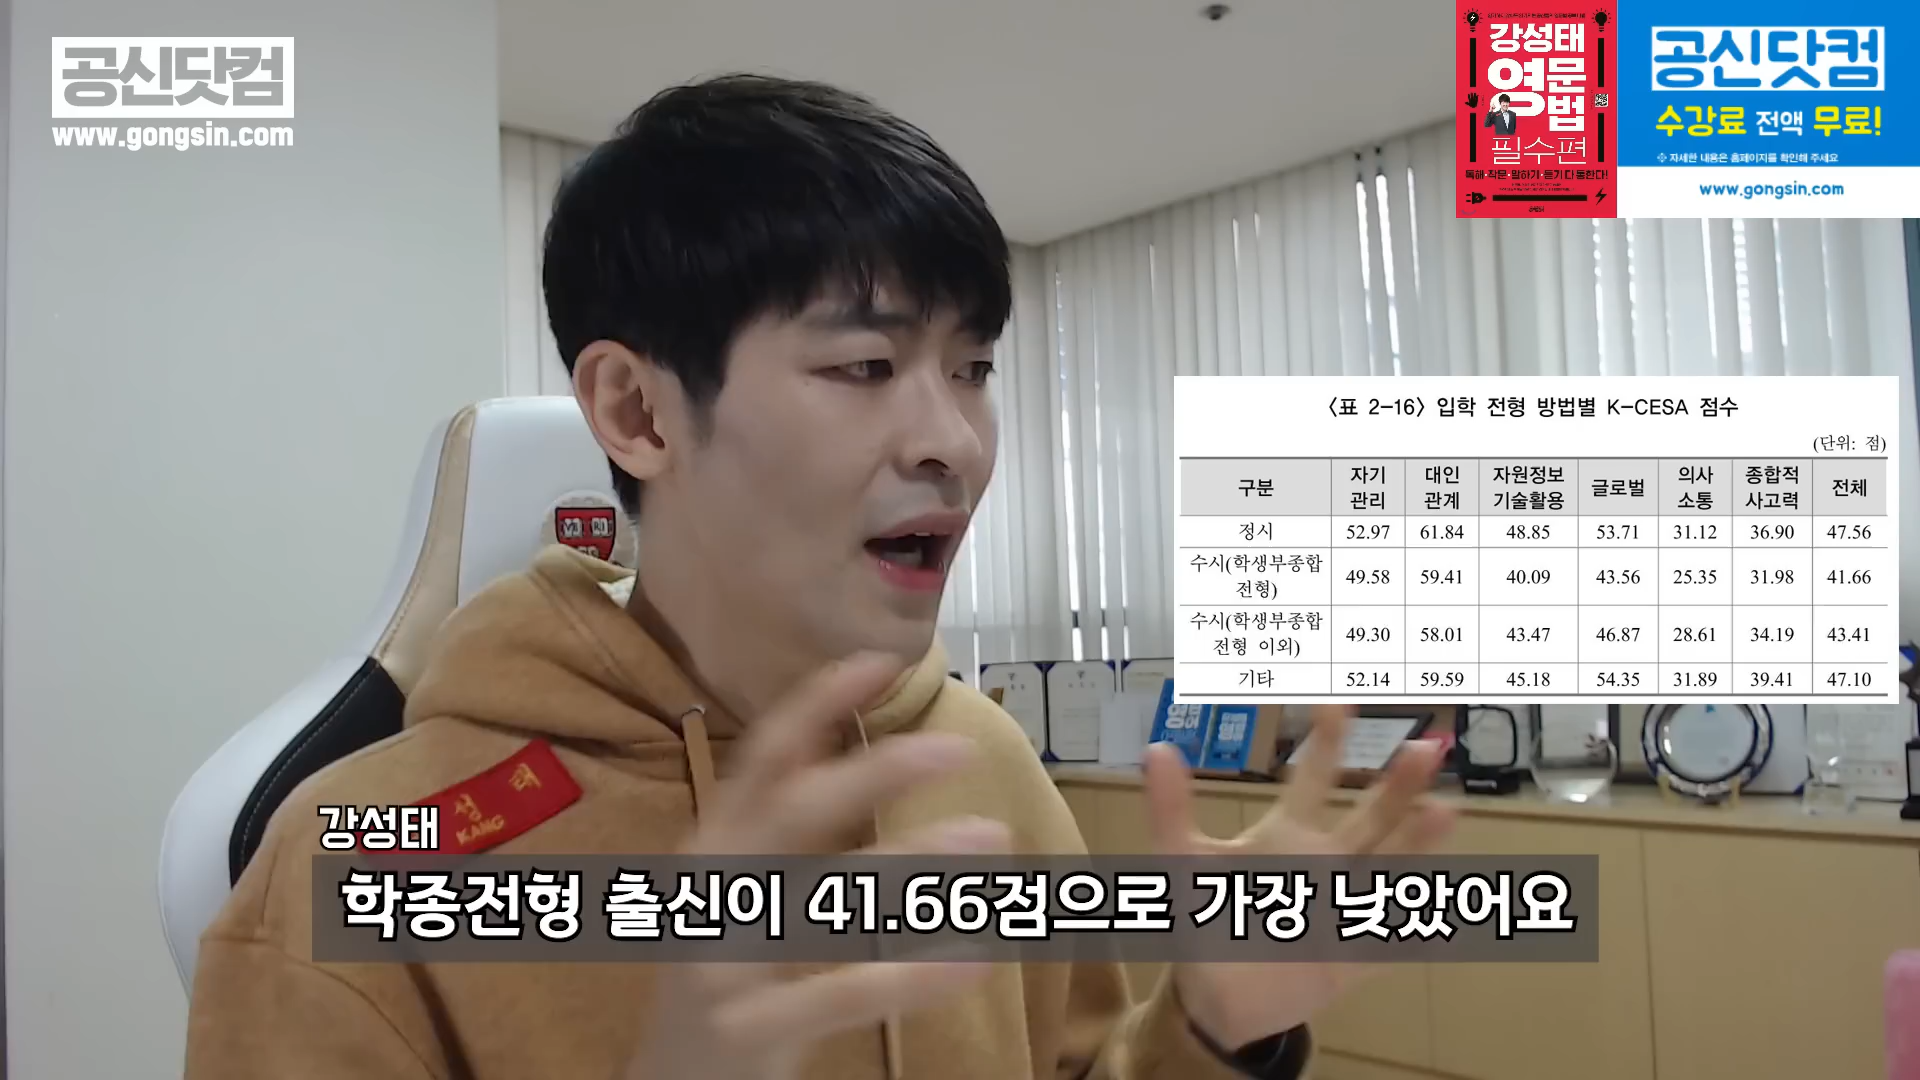 공신닷컴
www.gongsin.com
강성태
영문법
필수편
독해·작문·말하기·듣기 다 통한다!
공신닷컴
수강료 전액 무료!
※ 자세한 내용은 홈페이지를 확인해 주세요
www.gongsin.com
〈표 2-16〉 입학 전형 방법별 K-CESA 점수
(단위: 점)
구분 자기관리 대인관계 자원정보기술활용 글로벌 의사소통 종합적사고력 전체
정시 52.97 61.84 48.85 53.71 31.12 36.90 47.56
수시(학생부종합전형) 49.58 59.41 40.09 43.56 25.35 31.98 41.66
수시(학생부종합전형 이외) 49.30 58.01 43.47 46.87 28.61 34.19 43.41
기타 52.14 59.59 45.18 54.35 31.89 39.41 47.10
VE RI
성태
KANG
강성태
학종전형 출신이 41.66점으로 가장 낮았어요